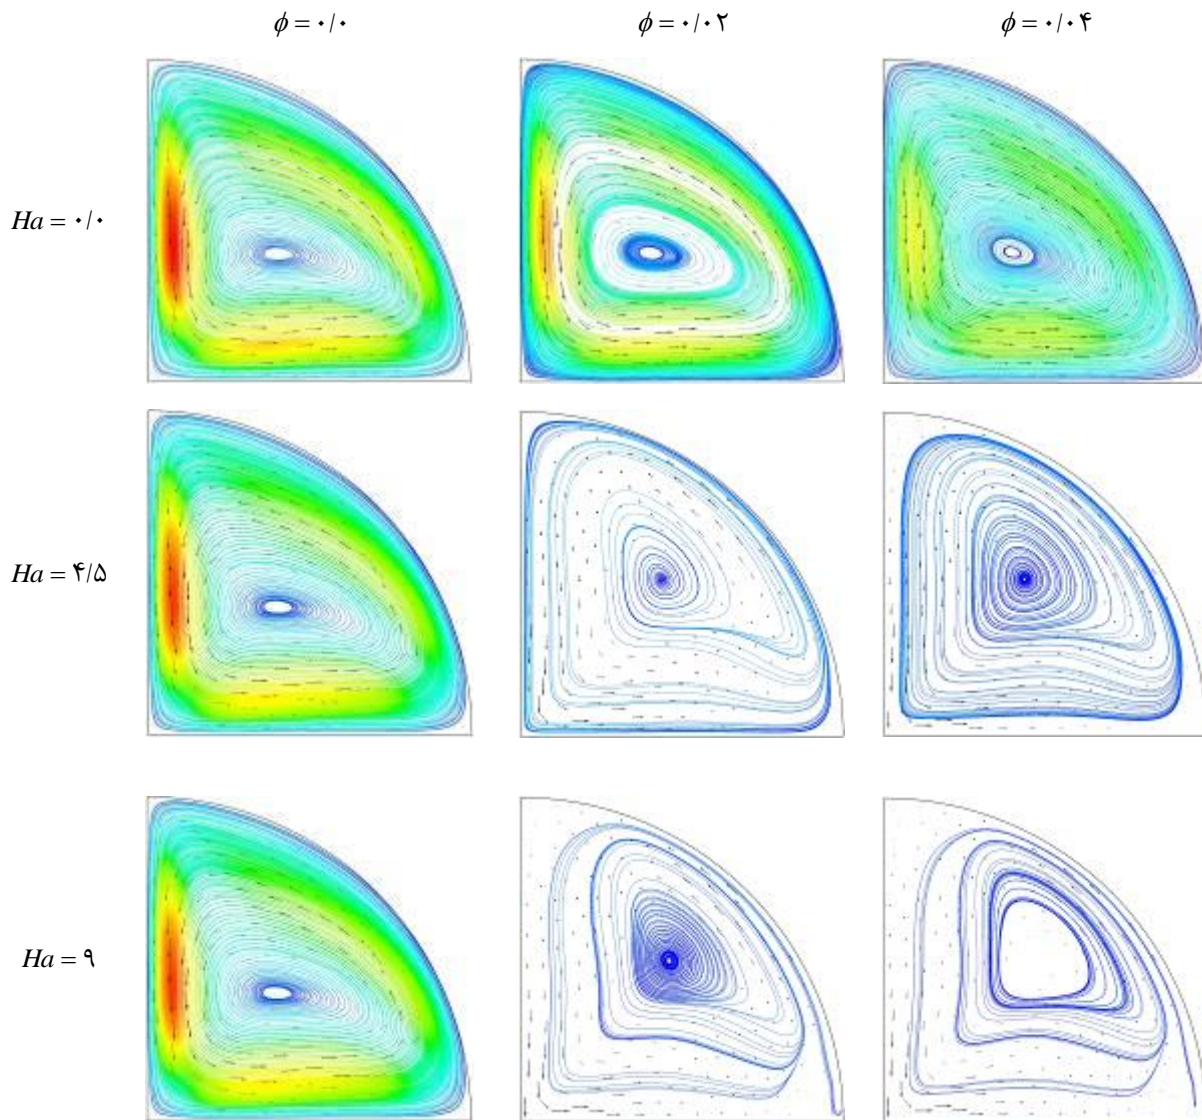 ϕ = ۰/۰
ϕ = ۰/۰۲
ϕ = ۰/۰۴
Ha = ۰/۰
Ha = ۴/۵
Ha = ۹